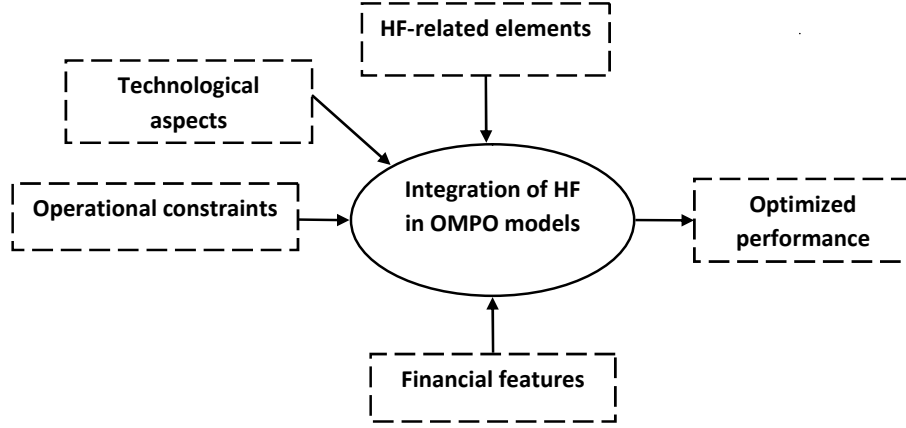 HF-related elements
Technological
aspects
Operational constraints
Integration of HF
in OMPO models
Optimized
performance
Financial features